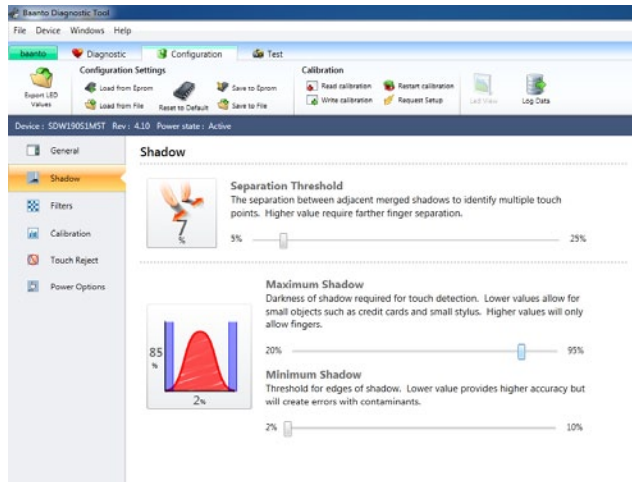 Baanto Diagnostic Tool
File Device Windows Help
baanto Diagnostic Configuration Test
Configuration Settings
Calibration
Export LED Values
Load from Eprom
Load from File
Reset to Default
Save to Eprom
Save to File
Read calibration
Write calibration
Restart calibration
Request Setup
LED View
Log Data
Device : SDW190S1M5T Rev : 4.10 Power state : Active
General
Shadow
Filters
Calibration
Touch Reject
Power Options
Shadow
7
%
Separation Threshold
The separation between adjacent merged shadows to identify multiple touch
points. Higher value require farther finger separation.
5% 25%
85
%
2%
Maximum Shadow
Darkness of shadow required for touch detection. Lower values allow for
small objects such as credit cards and small stylus. Higher values will only
allow fingers.
20% 95%
Minimum Shadow
Threshold for edges of shadow. Lower value provides higher accuracy but
will create errors with contaminants.
2% 10%